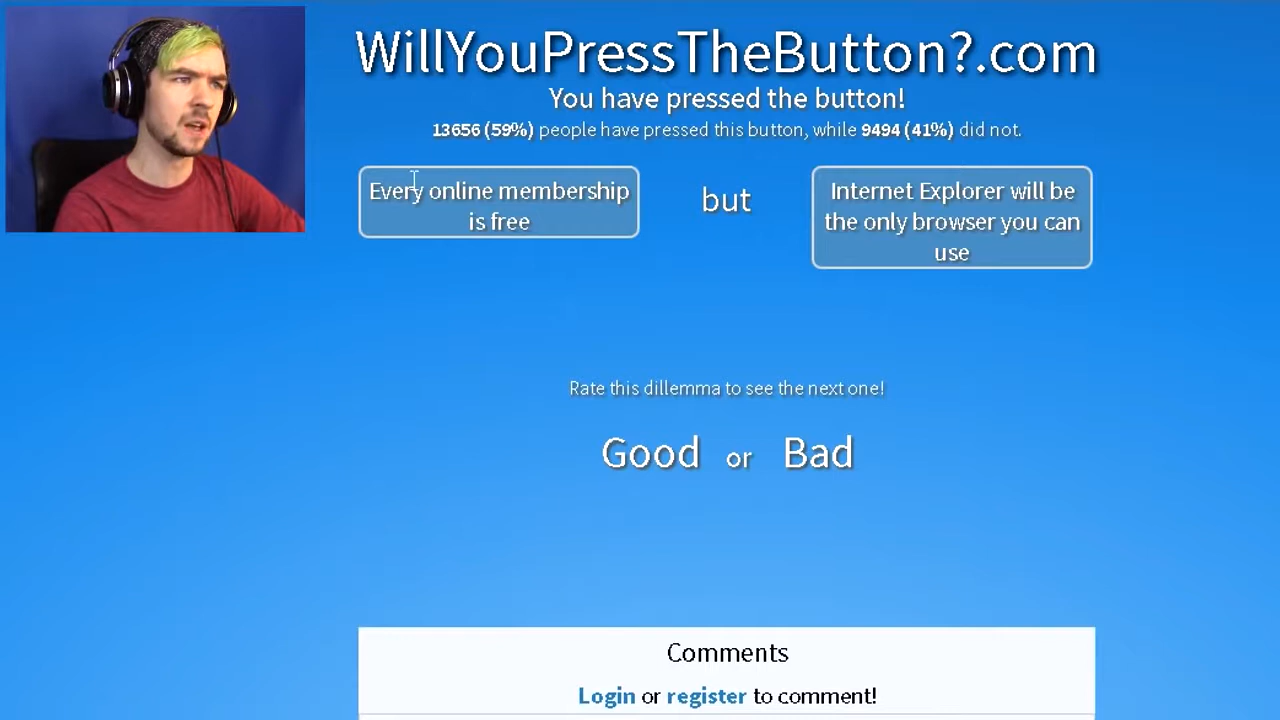 WillYouPressTheButton?.com
You have pressed the button!
13656 (59%) people have pressed this button, while 9494 (41%) did not.
Every online membership
is free
but
Internet Explorer will be
the only browser you can
use
Rate this dillemma to see the next one!
Good or Bad
Comments
Login or register to comment!